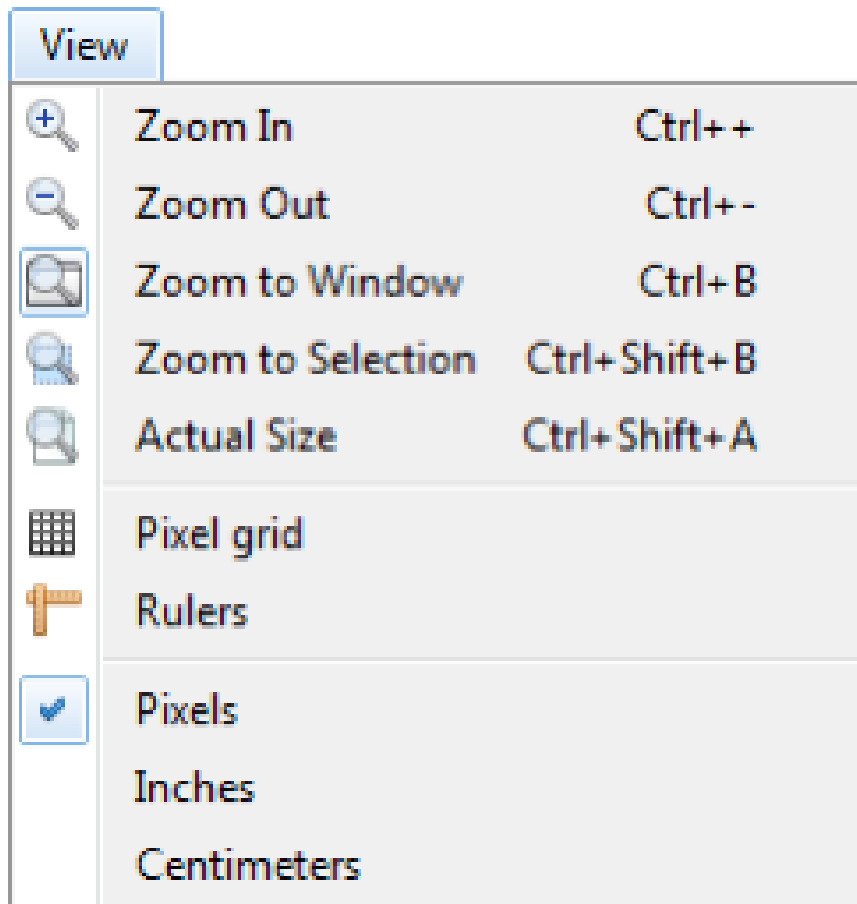 View
Zoom In Ctrl++
Zoom Out Ctrl+-
Zoom to Window Ctrl+B
Zoom to Selection Ctrl+Shift+B
Actual Size Ctrl+Shift+A
Pixel grid
Rulers
Pixels
Inches
Centimeters